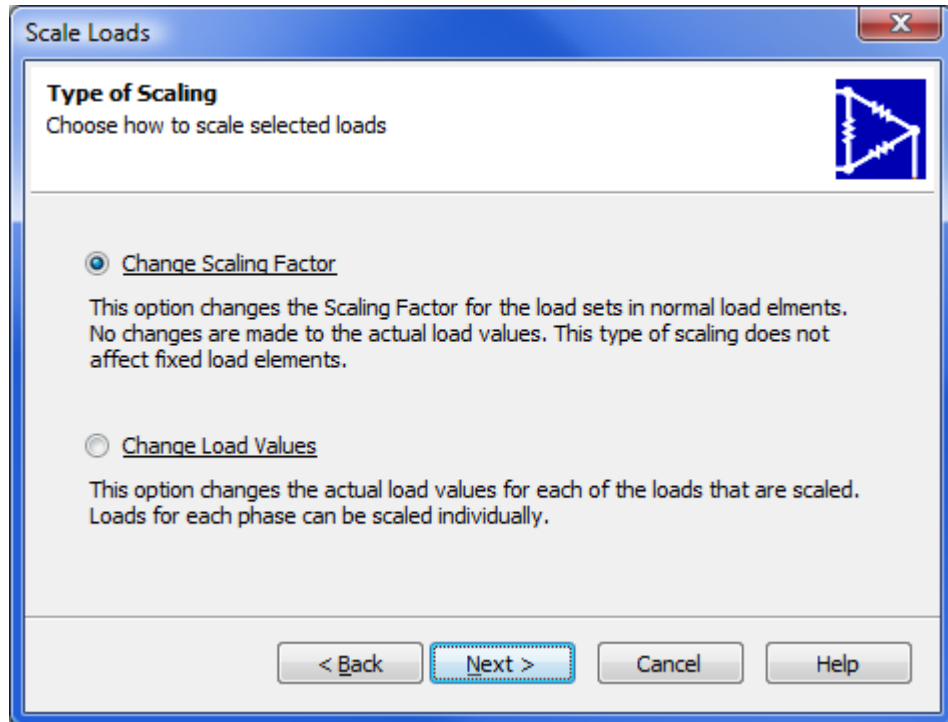 Scale Loads
Type of Scaling
Choose how to scale selected loads
Change Scaling Factor
This option changes the Scaling Factor for the load sets in normal load elments.
No changes are made to the actual load values. This type of scaling does not
affect fixed load elements.
Change Load Values
This option changes the actual load values for each of the loads that are scaled.
Loads for each phase can be scaled individually.
< Back Next > Cancel Help